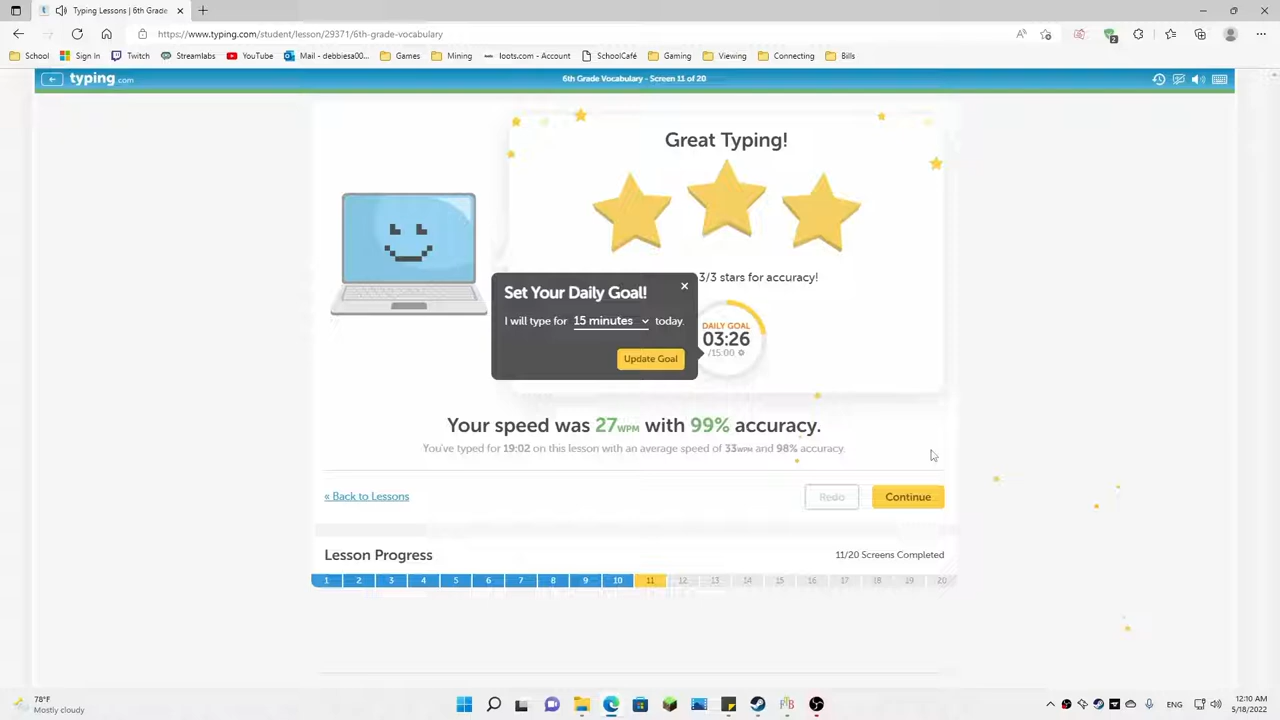 Typing Lessons | 6th Grade
https://www.typing.com/student/lesson/29371/6th-grade-vocabulary
School Sign In Twitch Streamlabs YouTube Mail - debbiesa00... Games Mining loots.com - Account SchoolCafé Gaming Viewing Connecting Bills
typing.com 6th Grade Vocabulary - Screen 11 of 20
Great Typing!
3/3 stars for accuracy!
Set Your Daily Goal!
I will type for 15 minutes today.
Update Goal
DAILY GOAL
03:26
/15:00
Your speed was 27WPM with 99% accuracy.
You've typed for 19:02 on this lesson with an average speed of 33WPM and 98% accuracy.
« Back to Lessons Redo Continue
Lesson Progress 11/20 Screens Completed
1 2 3 4 5 6 7 8 9 10 11 12 13 14 15 16 17 18 19 20
78°F
Mostly cloudy
ENG
12:10 AM
5/18/2022